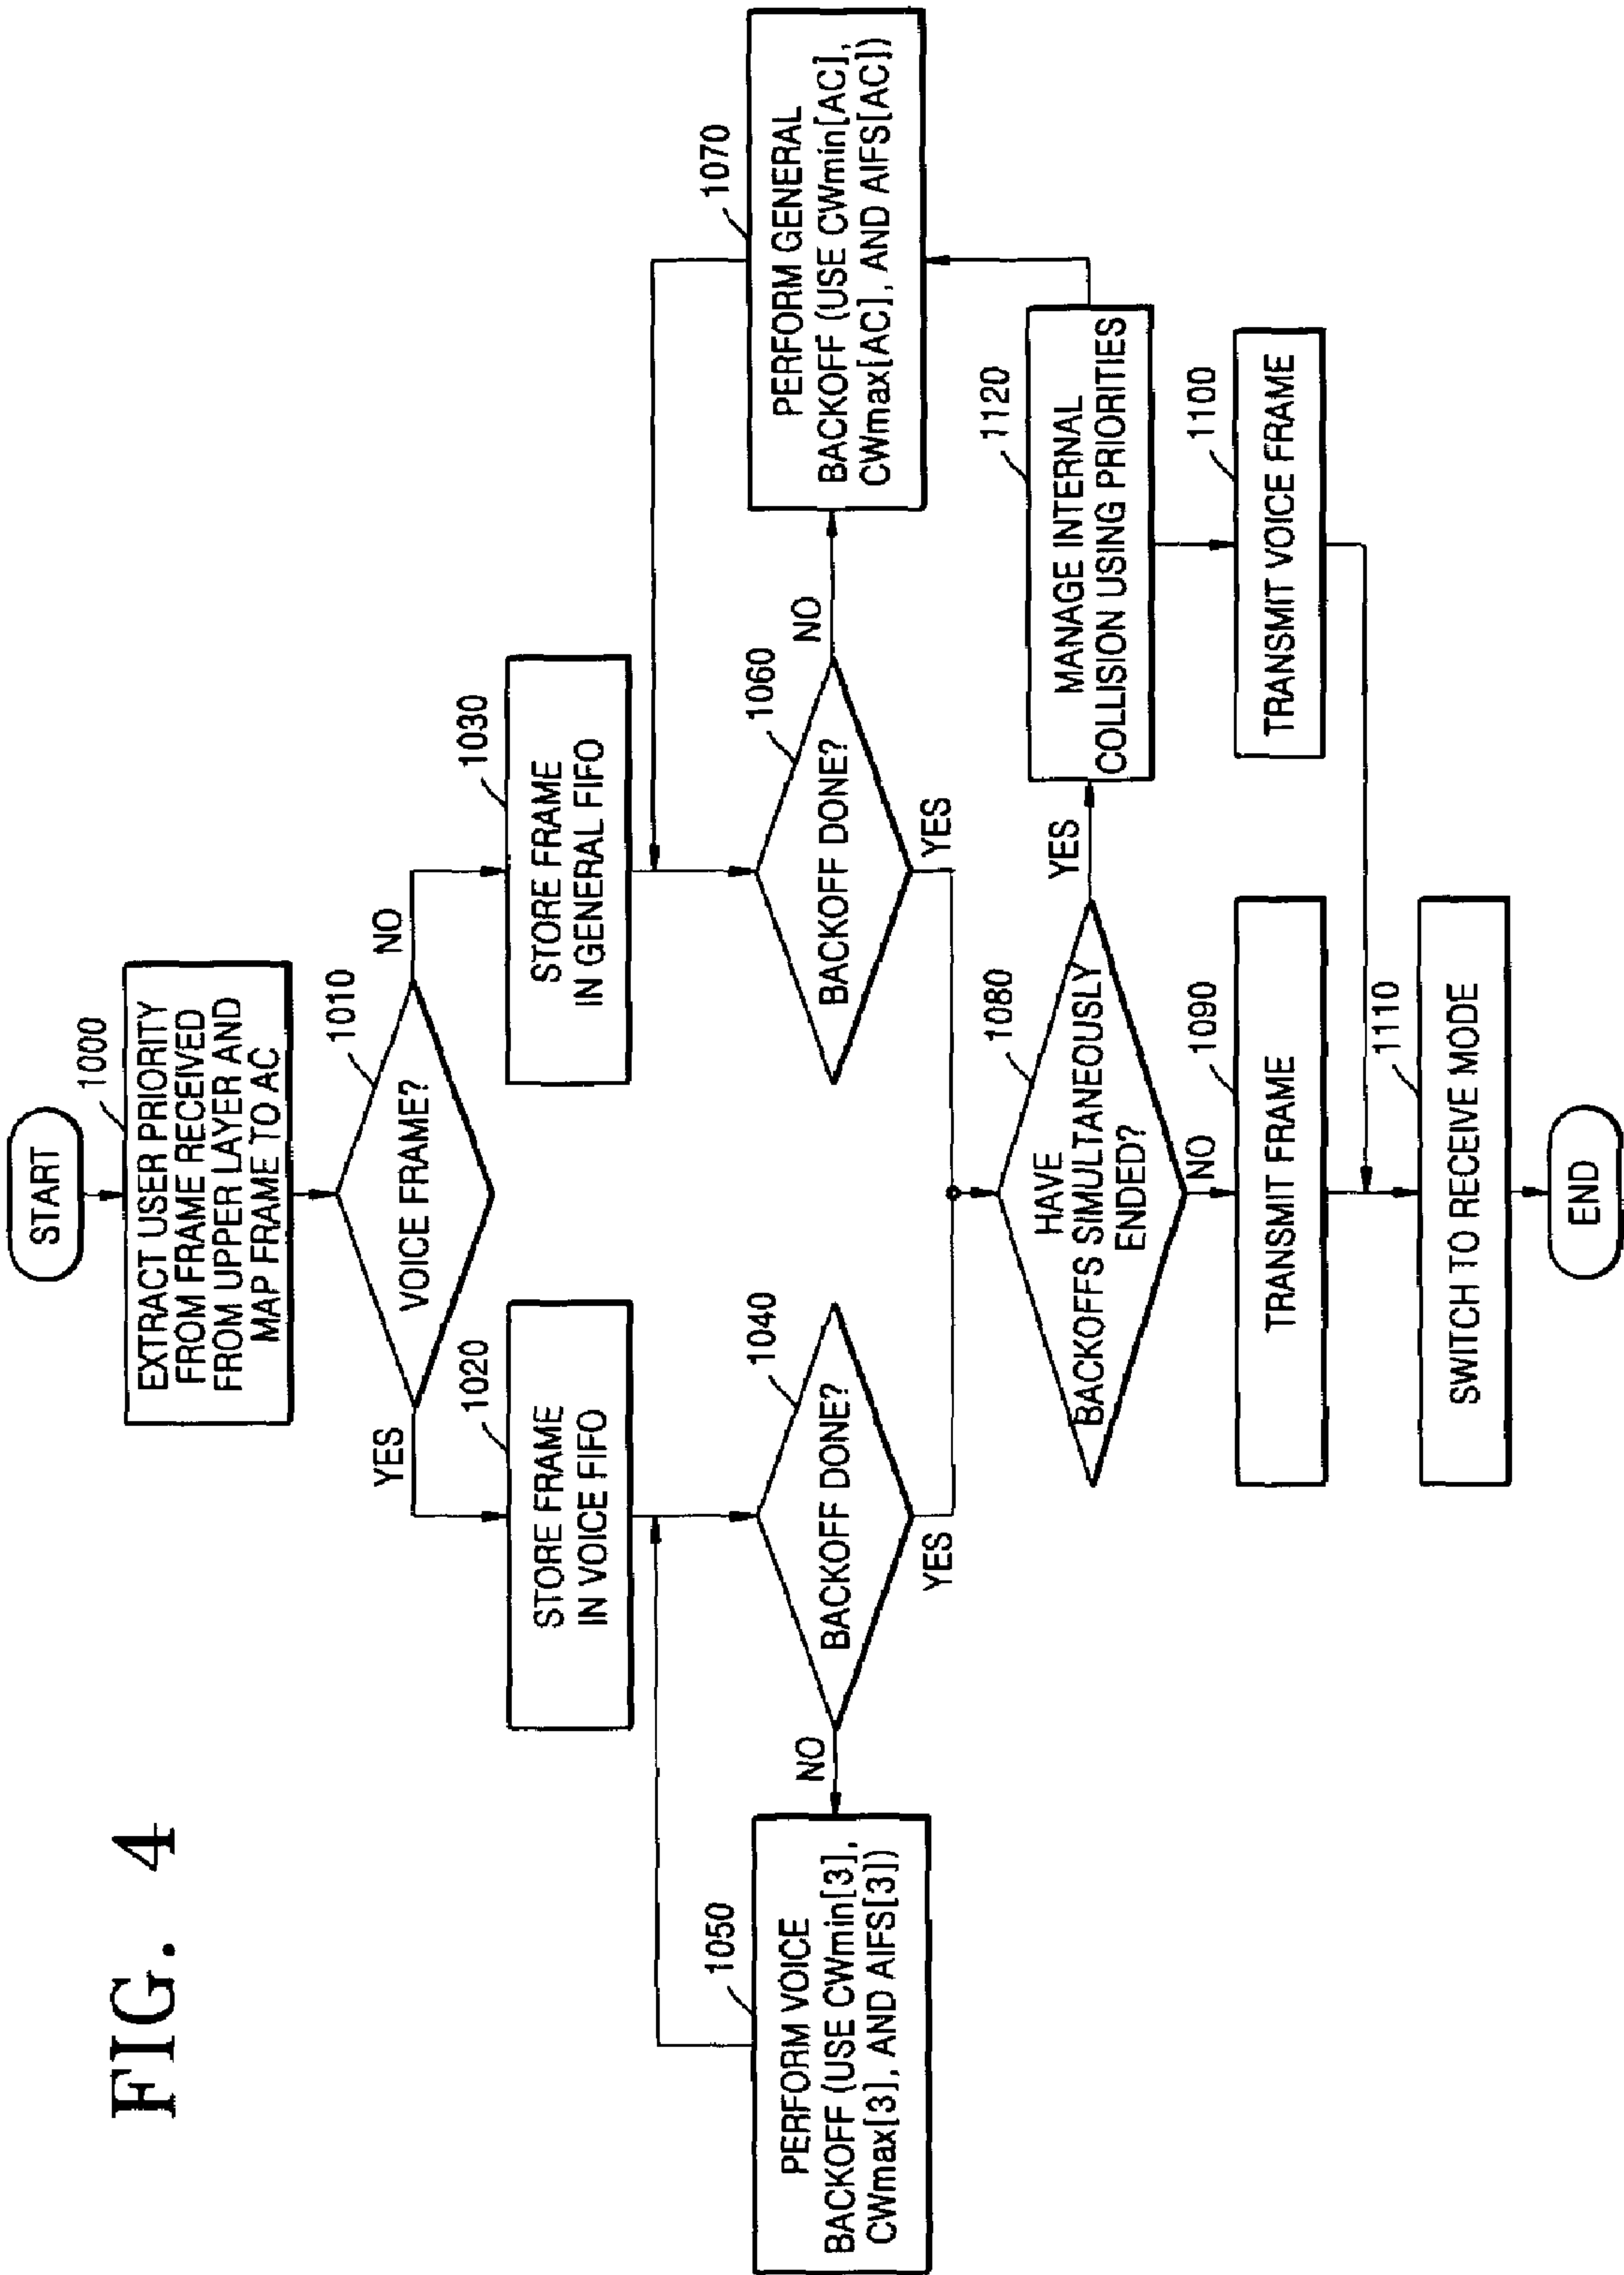 FIG. 4
START
1000
EXTRACT USER PRIORITY
FROM FRAME RECEIVED
FROM UPPER LAYER AND
MAP FRAME TO AC
1010
VOICE FRAME?
YES
NO
1020
STORE FRAME
IN VOICE FIFO
1030
STORE FRAME
IN GENERAL FIFO
1040
BACKOFF DONE?
NO
YES
1050
PERFORM VOICE
BACKOFF (USE CWmin[3],
CWmax[3], AND AIFS[3])
1060
BACKOFF DONE?
NO
YES
1070
PERFORM GENERAL
BACKOFF (USE CWmin[AC],
CWmax[AC], AND AIFS[AC])
1080
HAVE
BACKOFFS SIMULTANEOUSLY
ENDED?
YES
NO
1120
MANAGE INTERNAL
COLLISION USING PRIORITIES
1090
TRANSMIT FRAME
1100
TRANSMIT VOICE FRAME
1110
SWITCH TO RECEIVE MODE
END